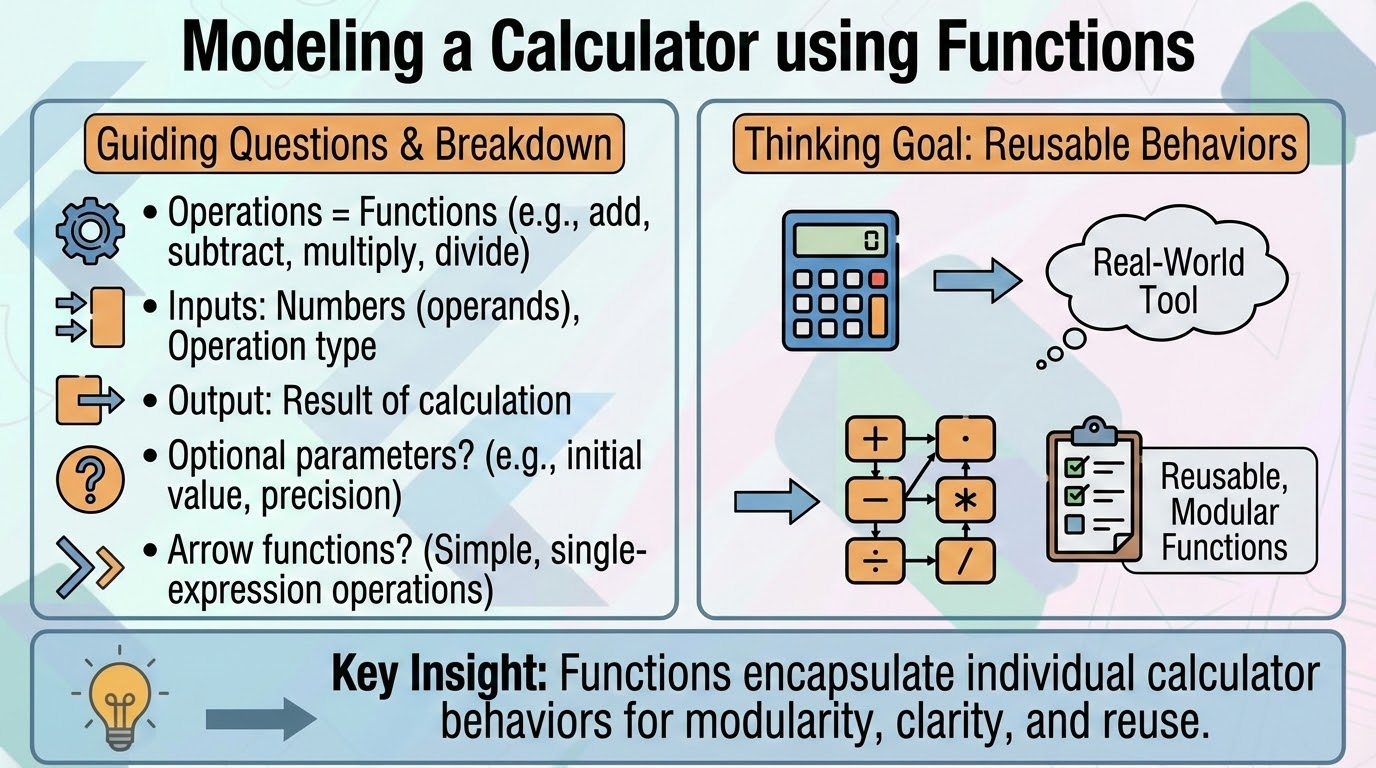 Modeling a Calculator using Functions
Guiding Questions & Breakdown
• Operations = Functions (e.g., add,
subtract, multiply, divide)
• Inputs: Numbers (operands),
Operation type
• Output: Result of calculation
• Optional parameters? (e.g., initial
value, precision)
• Arrow functions? (Simple, single-
expression operations)
Thinking Goal: Reusable Behaviors
0
Real-World
Tool
+ ·
− *
÷ /
Reusable,
Modular
Functions
Key Insight: Functions encapsulate individual calculator
behaviors for modularity, clarity, and reuse.